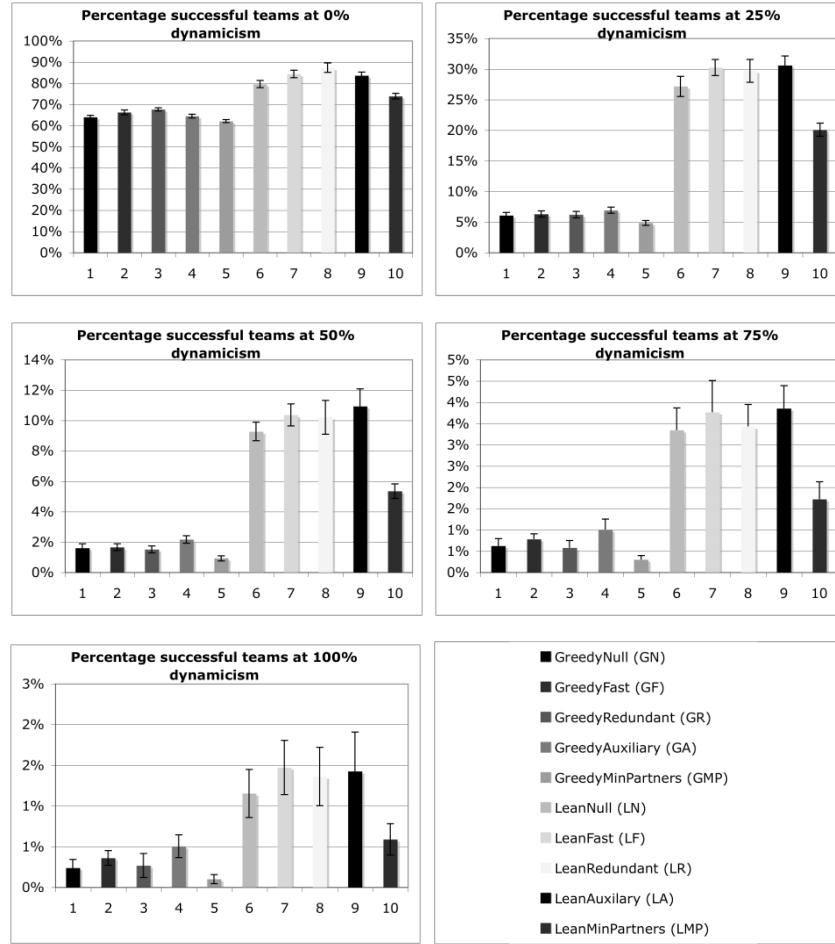 Percentage successful teams at 0%
dynamicism
100%
90%
80%
70%
60%
50%
40%
30%
20%
10%
0%
1 2 3 4 5 6 7 8 9 10
Percentage successful teams at 25%
dynamicism
35%
30%
25%
20%
15%
10%
5%
0%
1 2 3 4 5 6 7 8 9 10
Percentage successful teams at 50%
dynamicism
14%
12%
10%
8%
6%
4%
2%
0%
1 2 3 4 5 6 7 8 9 10
Percentage successful teams at 75%
dynamicism
5%
5%
4%
4%
3%
3%
2%
2%
1%
1%
0%
1 2 3 4 5 6 7 8 9 10
Percentage successful teams at 100%
dynamicism
3%
2%
2%
1%
1%
0%
1 2 3 4 5 6 7 8 9 10
GreedyNull (GN)
GreedyFast (GF)
GreedyRedundant (GR)
GreedyAuxiliary (GA)
GreedyMinPartners (GMP)
LeanNull (LN)
LeanFast (LF)
LeanRedundant (LR)
LeanAuxilary (LA)
LeanMinPartners (LMP)